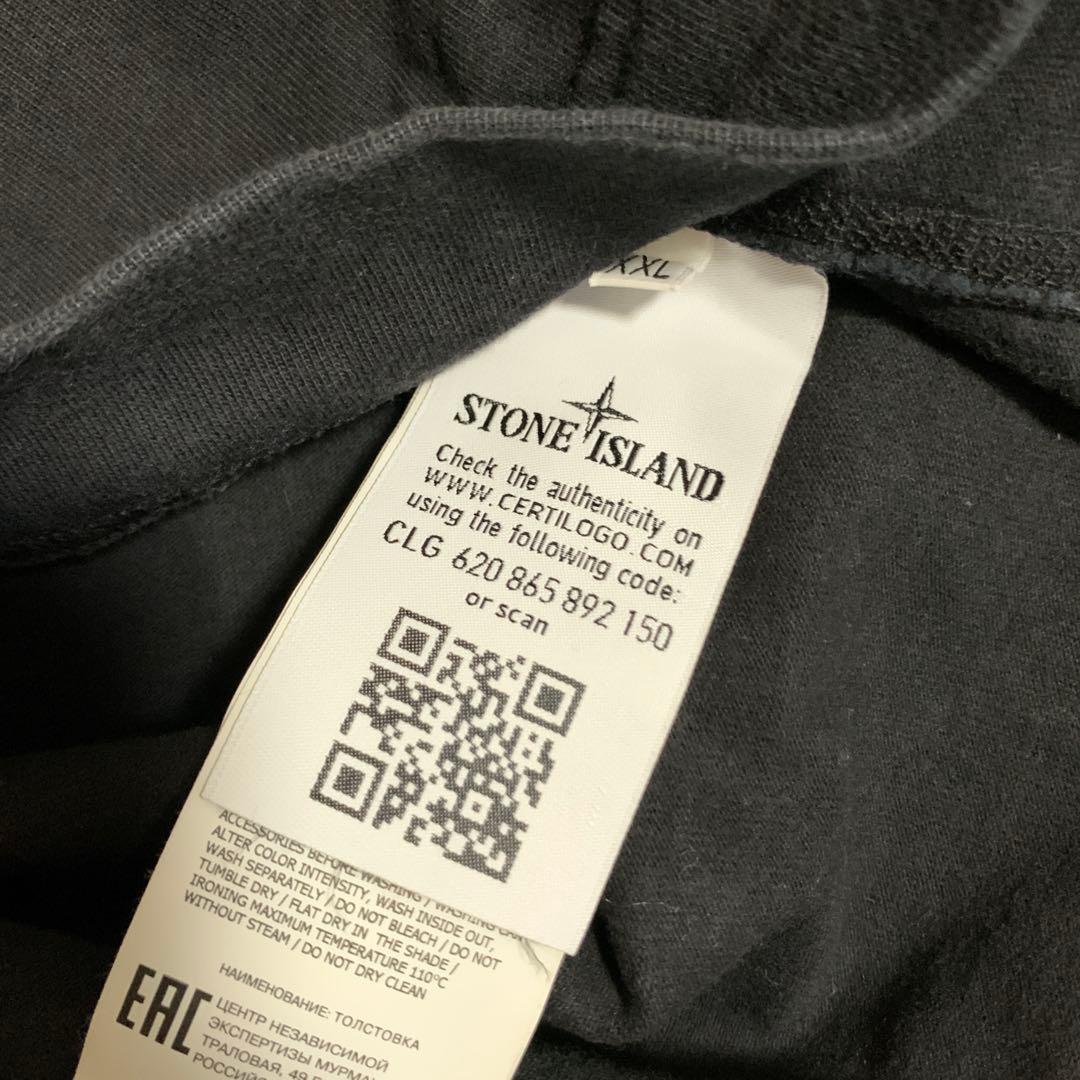 XXL
STONE ISLAND
Check the authenticity on
WWW.CERTILOGO.COM
using the following code:
CLG 620 865 892 150
or scan
ACCESSORIES BEFORE WASHING / WASHING CAN
ALTER COLOR INTENSITY, WASH INSIDE OUT,
WASH SEPARATELY / DO NOT BLEACH / DO NOT
TUMBLE DRY / FLAT DRY IN THE SHADE /
IRONING MAXIMUM TEMPERATURE 110°C
WITHOUT STEAM / DO NOT DRY CLEAN
EAC
НАИМЕНОВАНИЕ: ТОЛСТОВКА
ЦЕНТР НЕЗАВИСИМОЙ
ЭКСПЕРТИЗЫ МУРМА
ТРАЛОВАЯ, 49